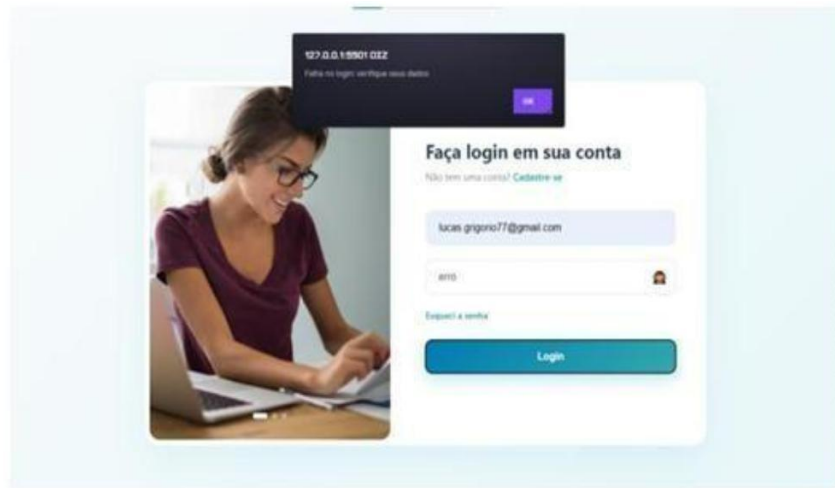 127.0.0.1:5501 DIZ
Falha no login: verifique seus dados
OK
Faça login em sua conta
Não tem uma conta? Cadastre-se
lucas.grigorio77@gmail.com
erro
Esqueci a senha
Login